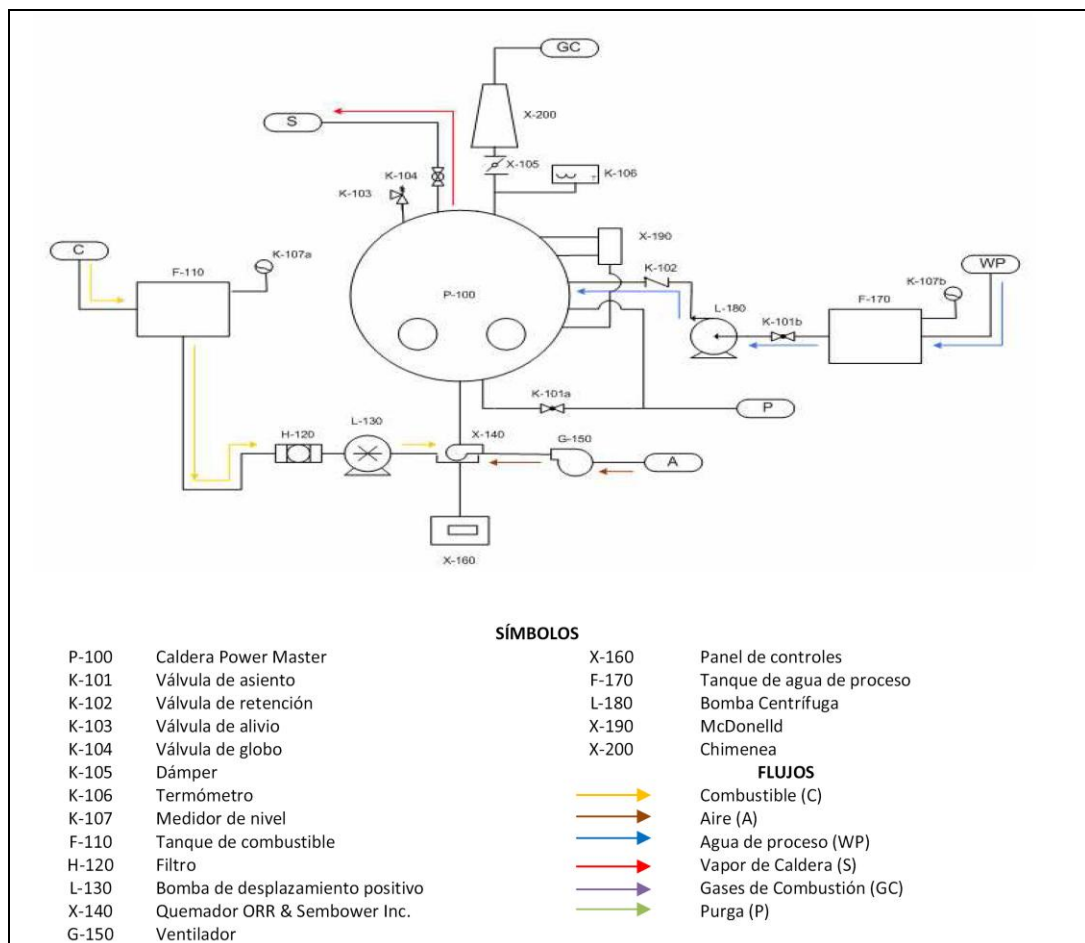 GC
X-200
S
X-105
K-104
K-106
K-103
C
K-107a
X-190
K-102
WP
F-110
K-107b
P-100
L-180
F-170
K-101b
K-101a
P
L-130
X-140
H-120
G-150
A
X-160
SÍMBOLOS
P-100 Caldera Power Master
K-101 Válvula de asiento
K-102 Válvula de retención
K-103 Válvula de alivio
K-104 Válvula de globo
K-105 Dámper
K-106 Termómetro
K-107 Medidor de nivel
F-110 Tanque de combustible
H-120 Filtro
L-130 Bomba de desplazamiento positivo
X-140 Quemador ORR & Sembower Inc.
G-150 Ventilador
X-160 Panel de controles
F-170 Tanque de agua de proceso
L-180 Bomba Centrífuga
X-190 McDonelld
X-200 Chimenea
FLUJOS
Combustible (C)
Aire (A)
Agua de proceso (WP)
Vapor de Caldera (S)
Gases de Combustión (GC)
Purga (P)